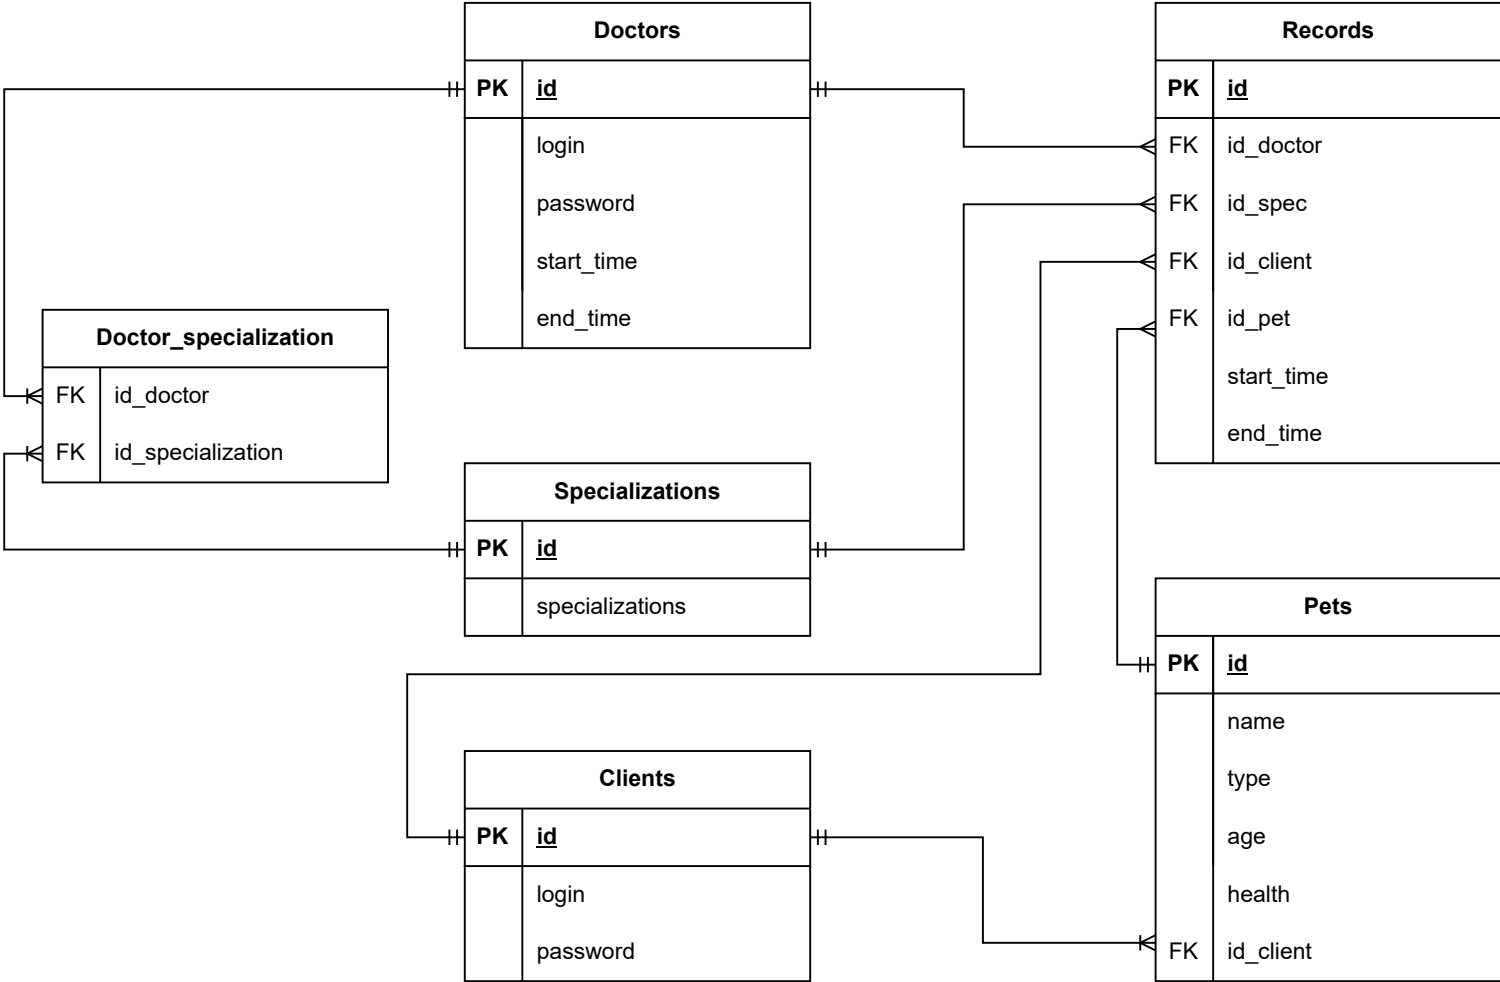 Doctors
PK id
login
password
start_time
end_time
Records
PK id
FK id_doctor
FK id_spec
FK id_client
FK id_pet
start_time
end_time
Doctor_specialization
FK id_doctor
FK id_specialization
Specializations
PK id
specializations
Pets
PK id
name
type
age
health
FK id_client
Clients
PK id
login
password